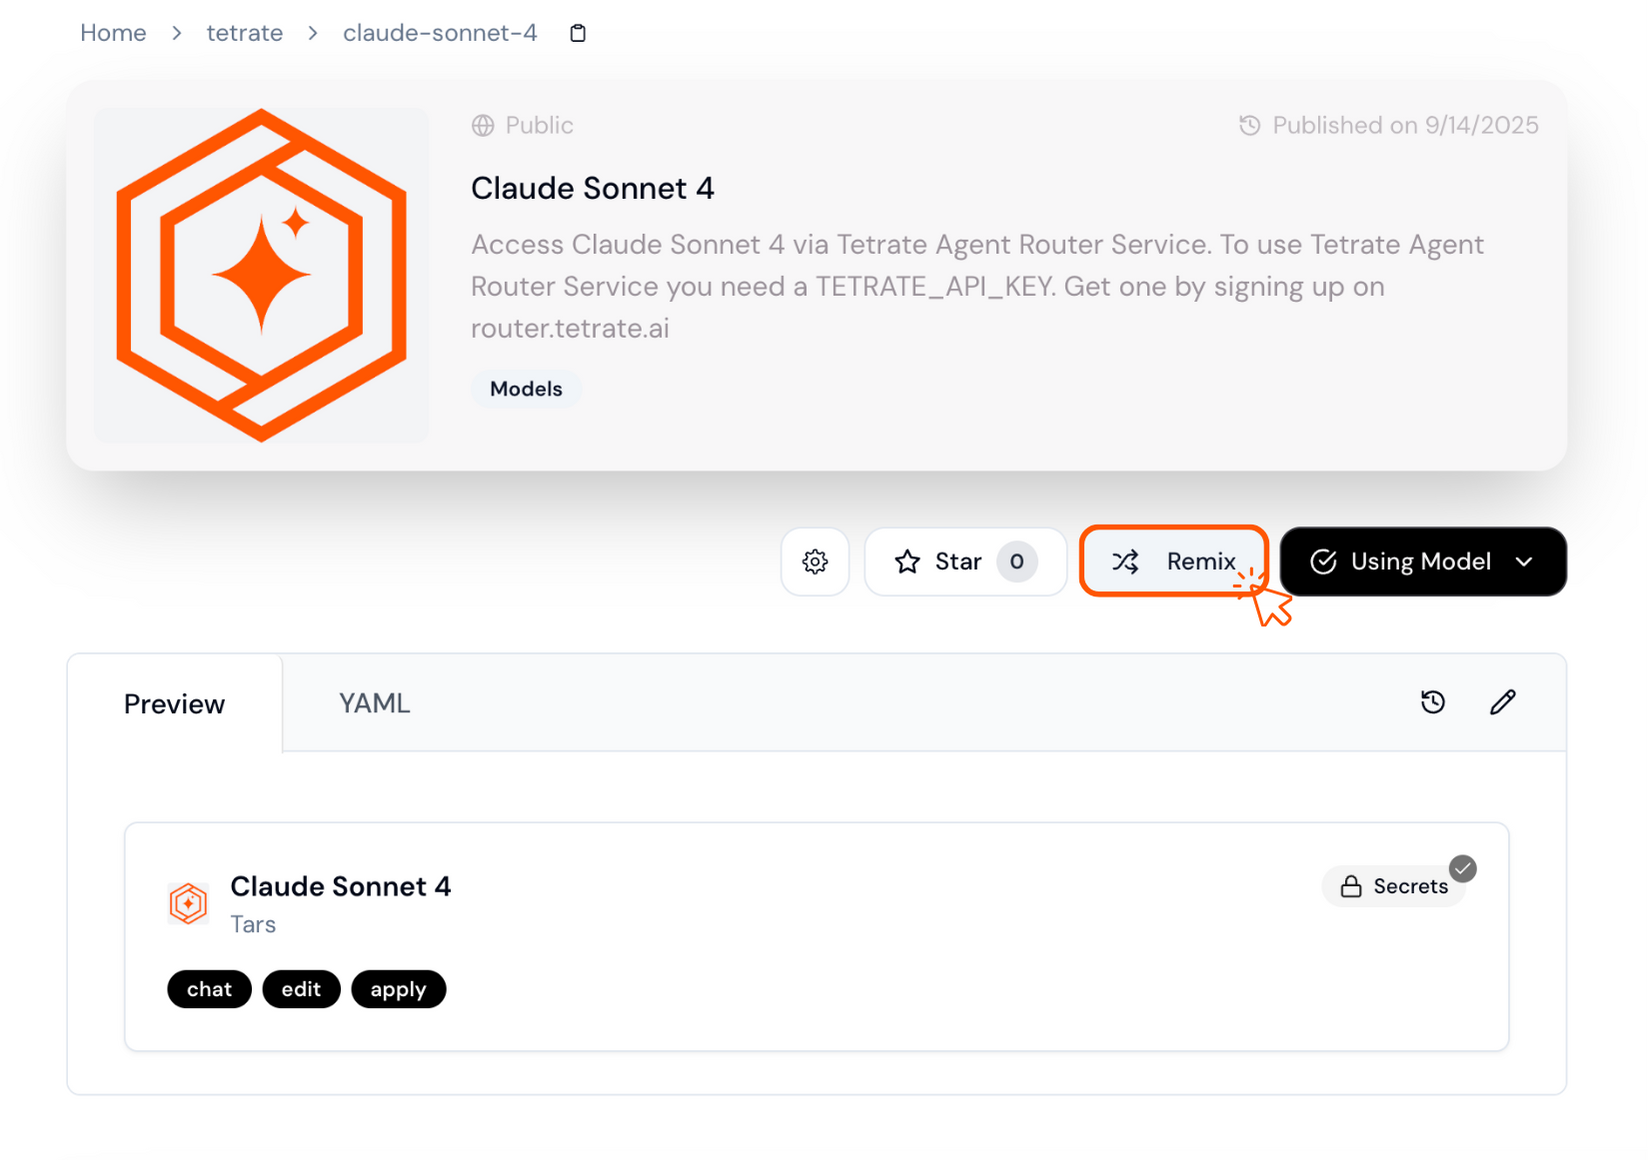 Home > tetrate > claude-sonnet-4
Public
Published on 9/14/2025
Claude Sonnet 4
Access Claude Sonnet 4 via Tetrate Agent Router Service. To use Tetrate Agent
Router Service you need a TETRATE_API_KEY. Get one by signing up on
router.tetrate.ai
Models
Star 0
Remix
Using Model
Preview
YAML
Claude Sonnet 4
Secrets
Tars
chat
edit
apply